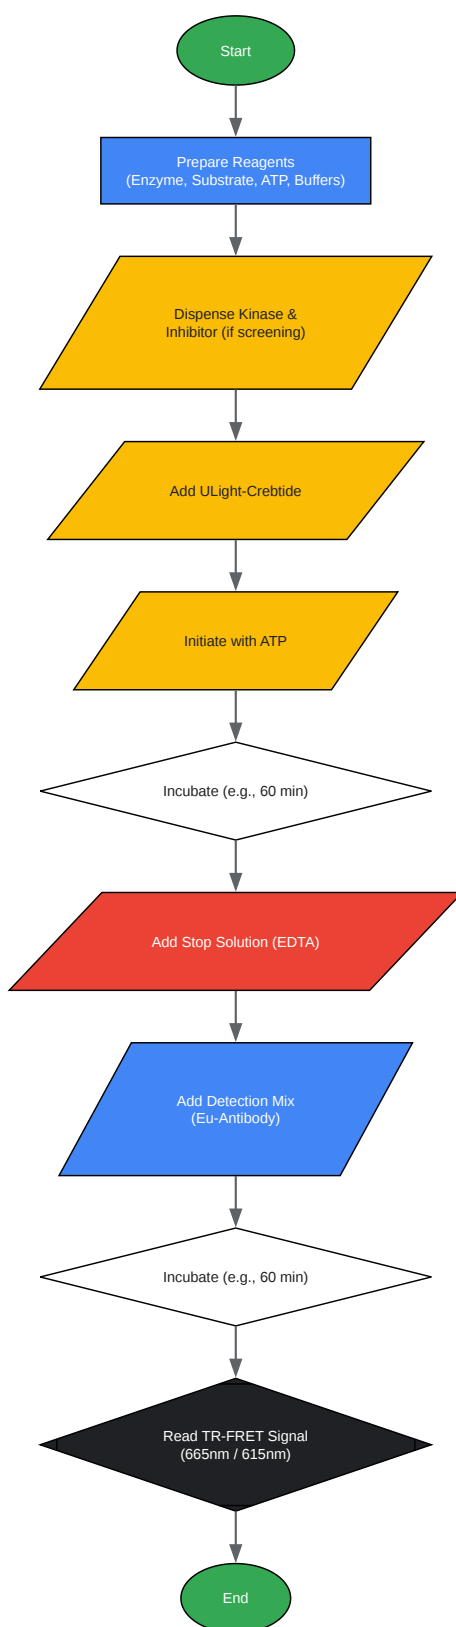 Start
Prepare Reagents
(Enzyme, Substrate, ATP, Buffers)
Dispense Kinase &
Inhibitor (if screening)
Add ULight-Crebtide
Initiate with ATP
Incubate (e.g., 60 min)
Add Stop Solution (EDTA)
Add Detection Mix
(Eu-Antibody)
Incubate (e.g., 60 min)
Read TR-FRET Signal
(665nm / 615nm)
End